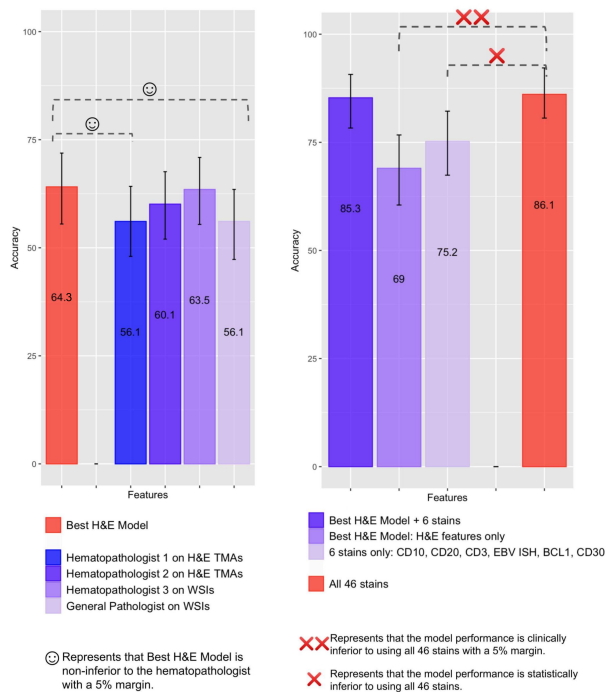 100
75
50
25
0
Accuracy
64.3
56.1
60.1
63.5
56.1
Features
Best H&E Model
Hematopathologist 1 on H&E TMAs
Hematopathologist 2 on H&E TMAs
Hematopathologist 3 on WSIs
General Pathologist on WSIs
Represents that Best H&E Model is
non-inferior to the hematopathologist
with a 5% margin.
100
75
50
25
0
Accuracy
85.3
69
75.2
86.1
Features
Best H&E Model + 6 stains
Best H&E Model: H&E features only
6 stains only: CD10, CD20, CD3, EBV ISH, BCL1, CD30
All 46 stains
Represents that the model performance is clinically
inferior to using all 46 stains with a 5% margin.
Represents that the model performance is statistically
inferior to using all 46 stains.